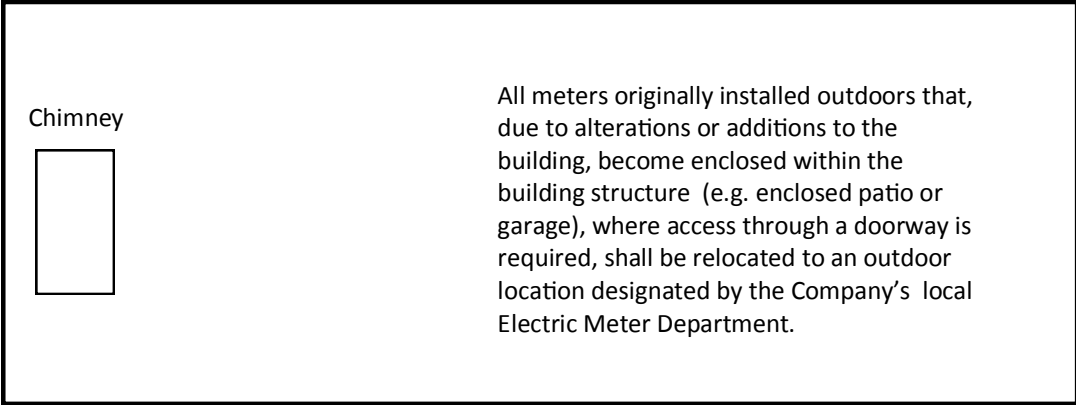 Chimney
All meters originally installed outdoors that,
due to alterations or additions to the
building, become enclosed within the
building structure  (e.g. enclosed patio or
garage), where access through a doorway is
required, shall be relocated to an outdoor
location designated by the Company’s  local
Electric Meter Department.